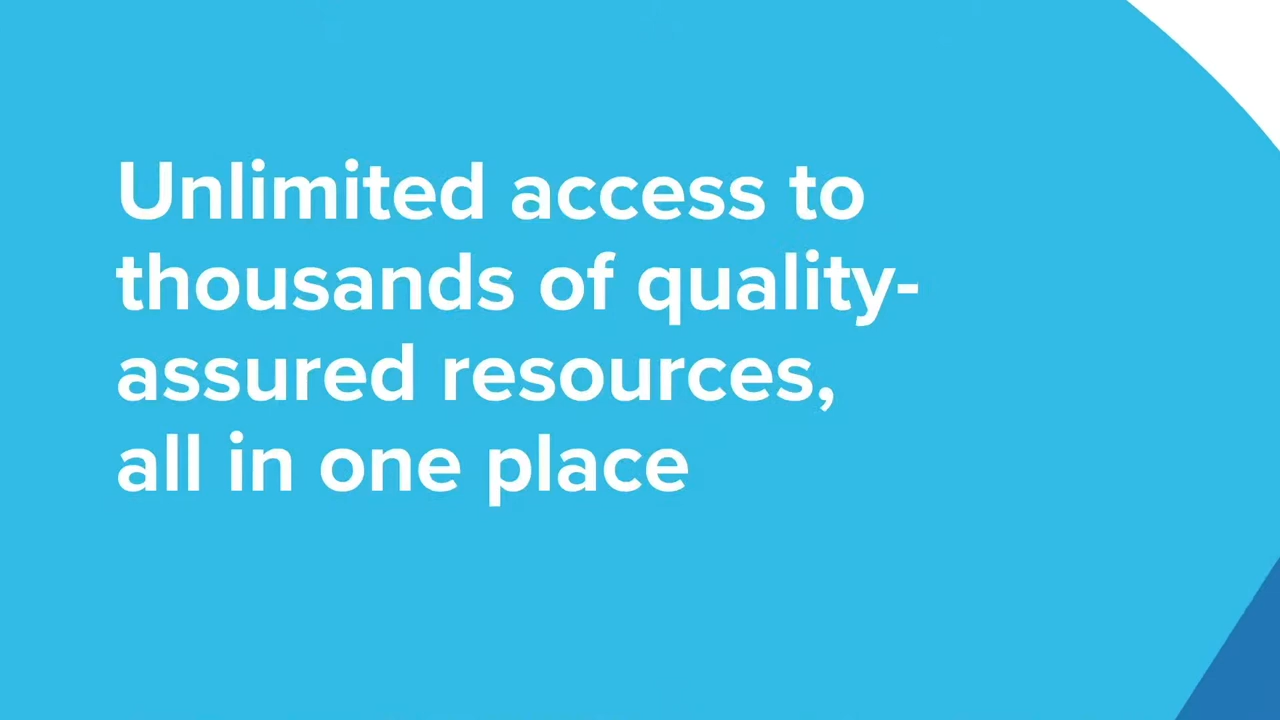 Unlimited access to
thousands of quality-
assured resources,
all in one place